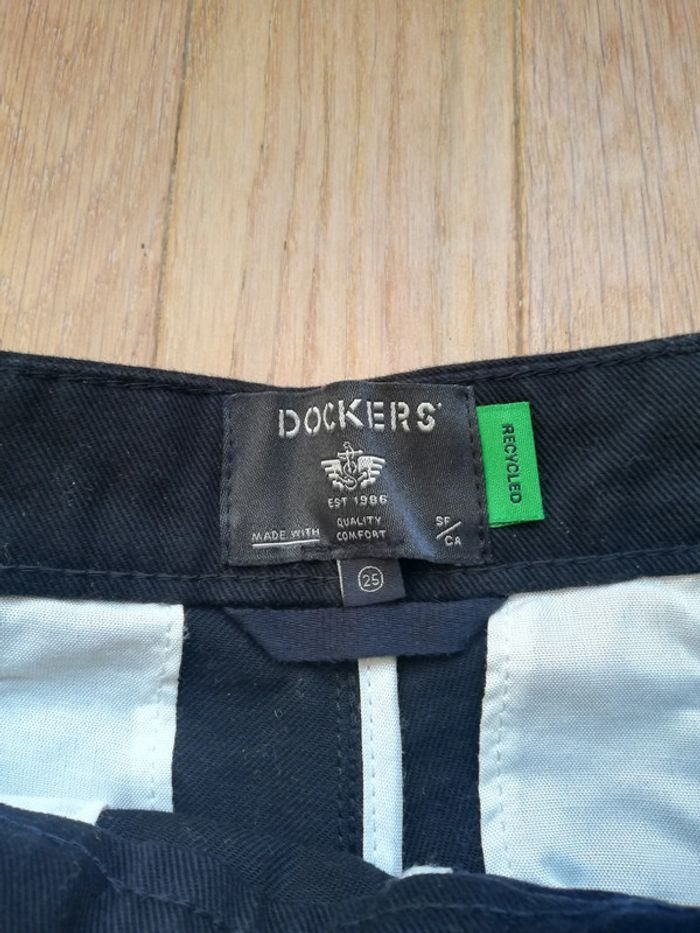 DOCKERS
EST 1986
MADE WITH QUALITY COMFORT
SF/CA
RECYCLED
25